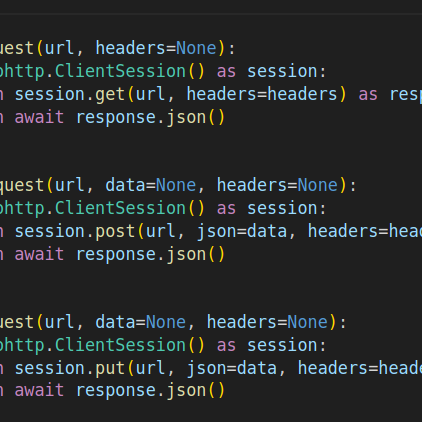 uest(url, headers=None):
ohttp.ClientSession() as session:
n session.get(url, headers=headers) as resp
n await response.json()
quest(url, data=None, headers=None):
ohttp.ClientSession() as session:
n session.post(url, json=data, headers=head
n await response.json()
uest(url, data=None, headers=None):
ohttp.ClientSession() as session:
n session.put(url, json=data, headers=heade
n await response.json()